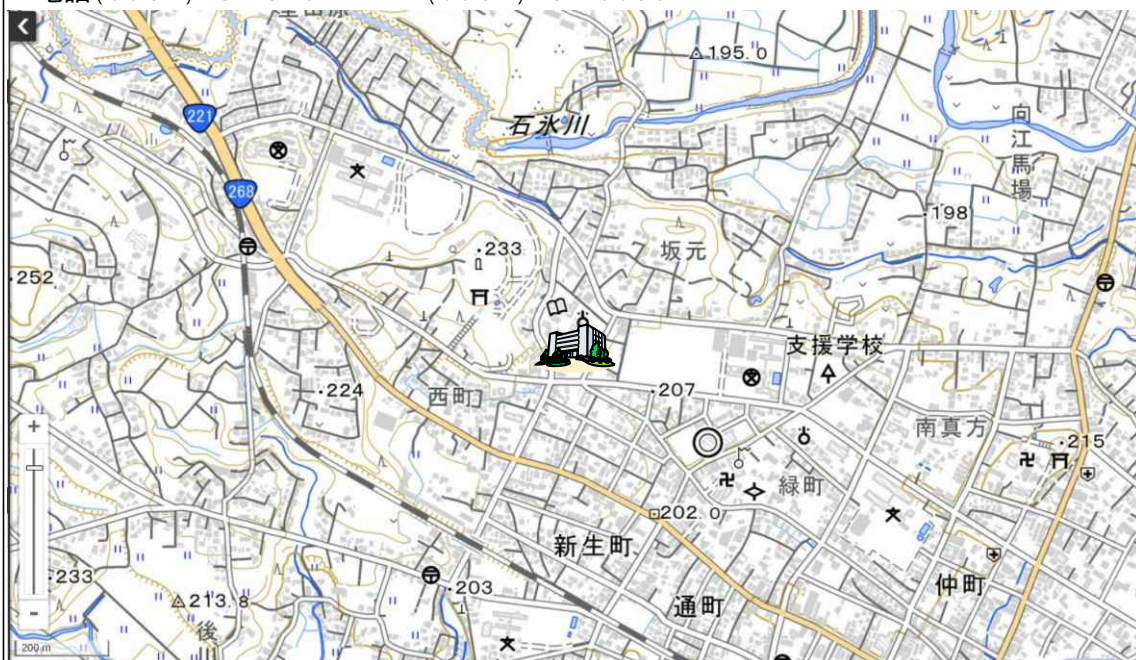 195.0
221
石氷川
向江馬場
268
198
233
坂元
252
支援学校
224
西町
207
南真方
215
緑町
202.0
新生町
233
203
仲町
213.8
通町
後
200 m